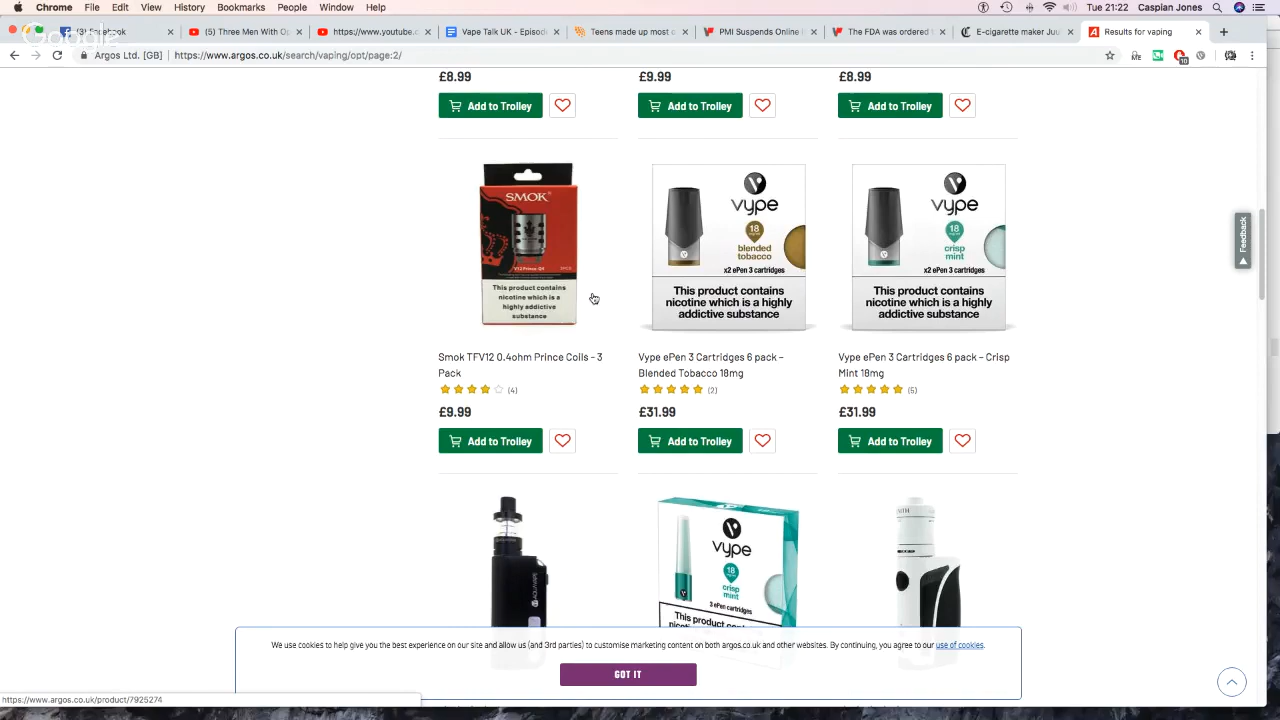 Chrome File Edit View History Bookmarks People Window Help Tue 21:22 Caspian Jones
(3) Facebook (5) Three Men With Op https://www.youtube.c Vape Talk UK - Episod Teens made up most o PMI Suspends Online The FDA was ordered E-cigarette maker Juu Results for vaping
Google
Argos Ltd. [GB] https://www.argos.co.uk/search/vaping/opt/page:2/
£8.99 £9.99 £8.99
Add to Trolley Add to Trolley Add to Trolley
SMOK
V12 Prince Q4
This product contains
nicotine which is a
highly addictive
substance
vype
18
blended
tobacco
x2 ePen 3 cartridges
This product contains
nicotine which is a highly
addictive substance
vype
18
crisp
mint
x2 ePen 3 cartridges
This product contains
nicotine which is a highly
addictive substance
Feedback
Smok TFV12 0.4ohm Prince Coils - 3
Pack
(4)
£9.99
Add to Trolley
Vype ePen 3 Cartridges 6 pack -
Blended Tobacco 18mg
(2)
£31.99
Add to Trolley
Vype ePen 3 Cartridges 6 pack - Crisp
Mint 18mg
(5)
£31.99
Add to Trolley
vype
18
crisp
mint
3 ePen cartridges
This product
We use cookies to help give you the best experience on our site and allow us (and 3rd parties) to customise marketing content on both argos.co.uk and other websites. By continuing, you agree to our use of cookies.
GOT IT
https://www.argos.co.uk/product/7925274